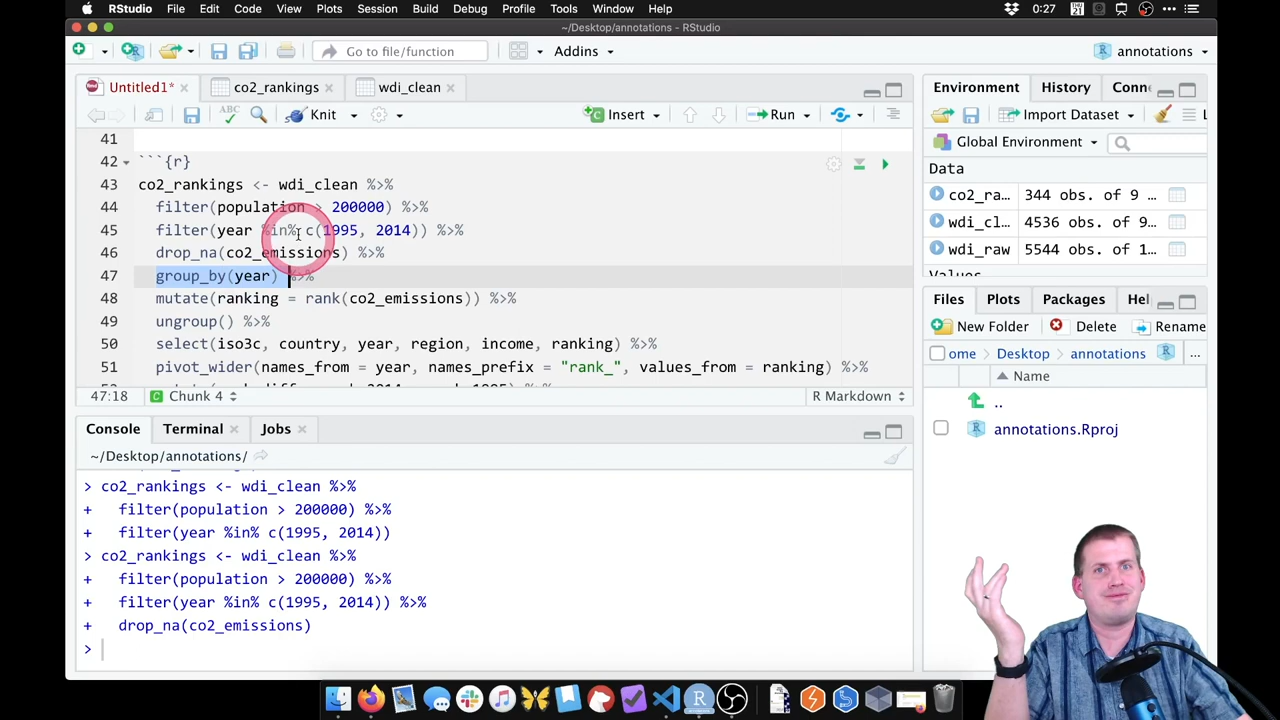 RStudio File Edit Code View Plots Session Build Debug Profile Tools Window Help 0:27 THU 21
~/Desktop/annotations - RStudio
Go to file/function Addins annotations
Untitled1* co2_rankings wdi_clean
ABC Knit Insert Run
41
42 ```{r}
43 co2_rankings <- wdi_clean %>%
44 filter(population > 200000) %>%
45 filter(year %in% c(1995, 2014)) %>%
46 drop_na(co2_emissions) %>%
47 group_by(year) %>%
48 mutate(ranking = rank(co2_emissions)) %>%
49 ungroup() %>%
50 select(iso3c, country, year, region, income, ranking) %>%
51 pivot_wider(names_from = year, names_prefix = "rank_", values_from = ranking) %>%
47:18 Chunk 4 R Markdown
Console Terminal Jobs
~/Desktop/annotations/
> co2_rankings <- wdi_clean %>%
+ filter(population > 200000) %>%
+ filter(year %in% c(1995, 2014))
> co2_rankings <- wdi_clean %>%
+ filter(population > 200000) %>%
+ filter(year %in% c(1995, 2014)) %>%
+ drop_na(co2_emissions)
>
Environment History Conn
Import Dataset
Global Environment
Data
co2_ra… 344 obs. of 9 …
wdi_cl… 4536 obs. of 9…
wdi_raw 5544 obs. of 1…
Values
Files Plots Packages Hel
New Folder Delete Rename
ome Desktop annotations ...
Name
..
annotations.Rproj